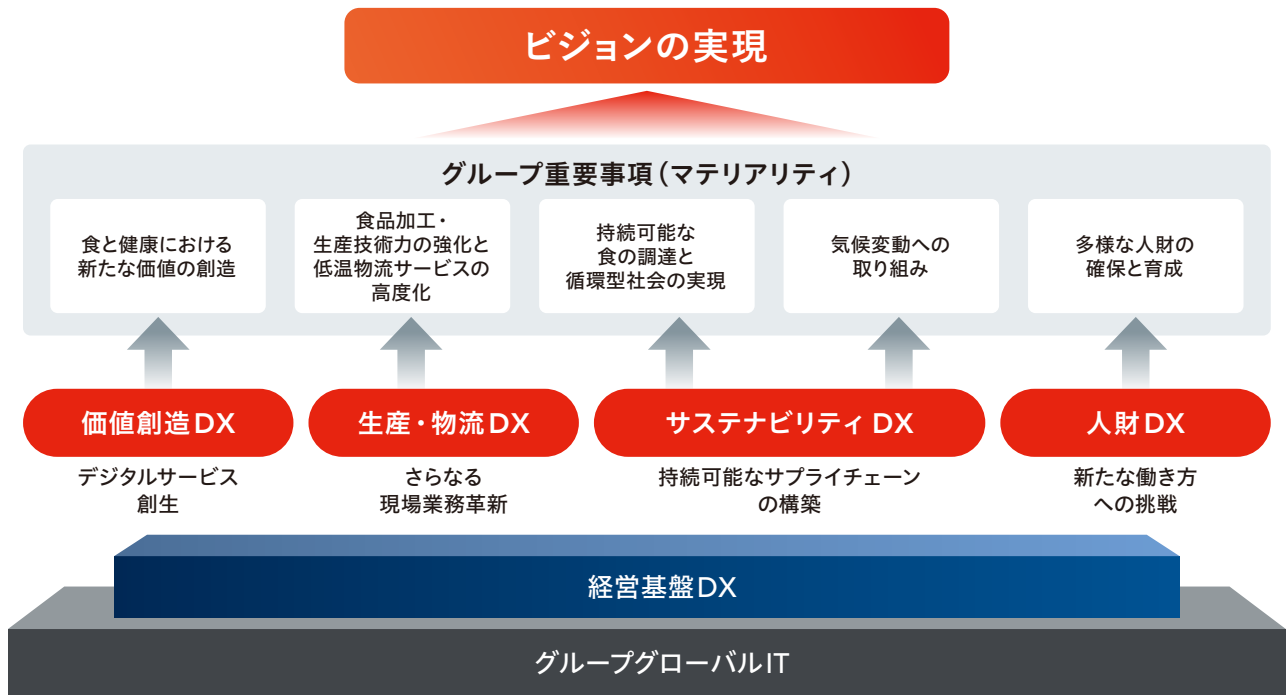 ビジョンの実現
グループ重要事項（マテリアリティ）
食と健康における
新たな価値の創造
食品加工・
生産技術力の強化と
低温物流サービスの
高度化
持続可能な
食の調達と
循環型社会の実現
気候変動への
取り組み
多様な人財の
確保と育成
価値創造DX
生産・物流DX
サステナビリティDX
人財DX
デジタルサービス
創生
さらなる
現場業務革新
持続可能なサプライチェーン
の構築
新たな働き方
への挑戦
経営基盤DX
グループグローバルIT